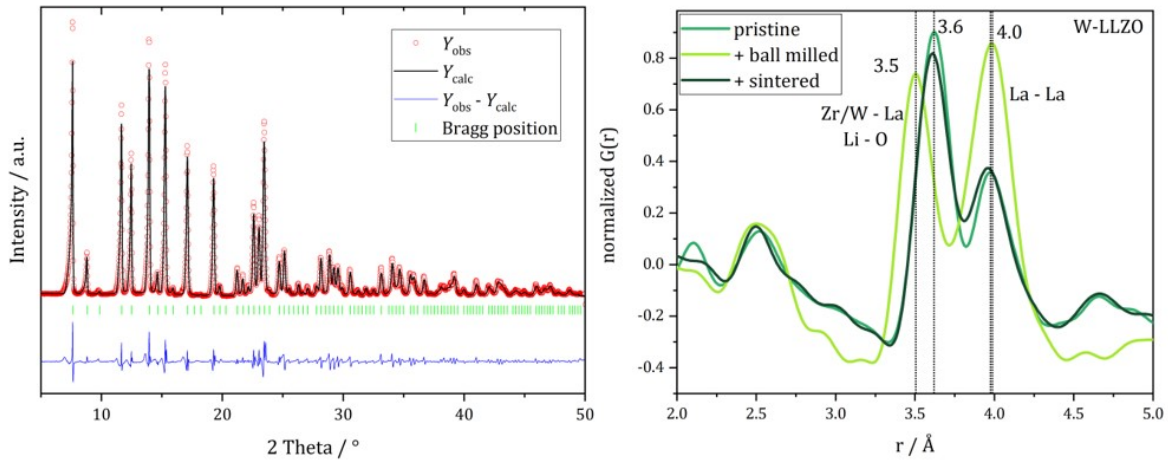 Intensity / a.u.
Yobs
Ycalc
Yobs - Ycalc
Bragg position
10
20
30
40
50
2 Theta / °
normalized G(r)
0.8
0.6
0.4
0.2
0.0
-0.2
-0.4
pristine
+ ball milled
+ sintered
3.6
4.0
W-LLZO
3.5
Zr/W - La
Li - O
La - La
2.0
2.5
3.0
3.5
4.0
4.5
5.0
r / Å